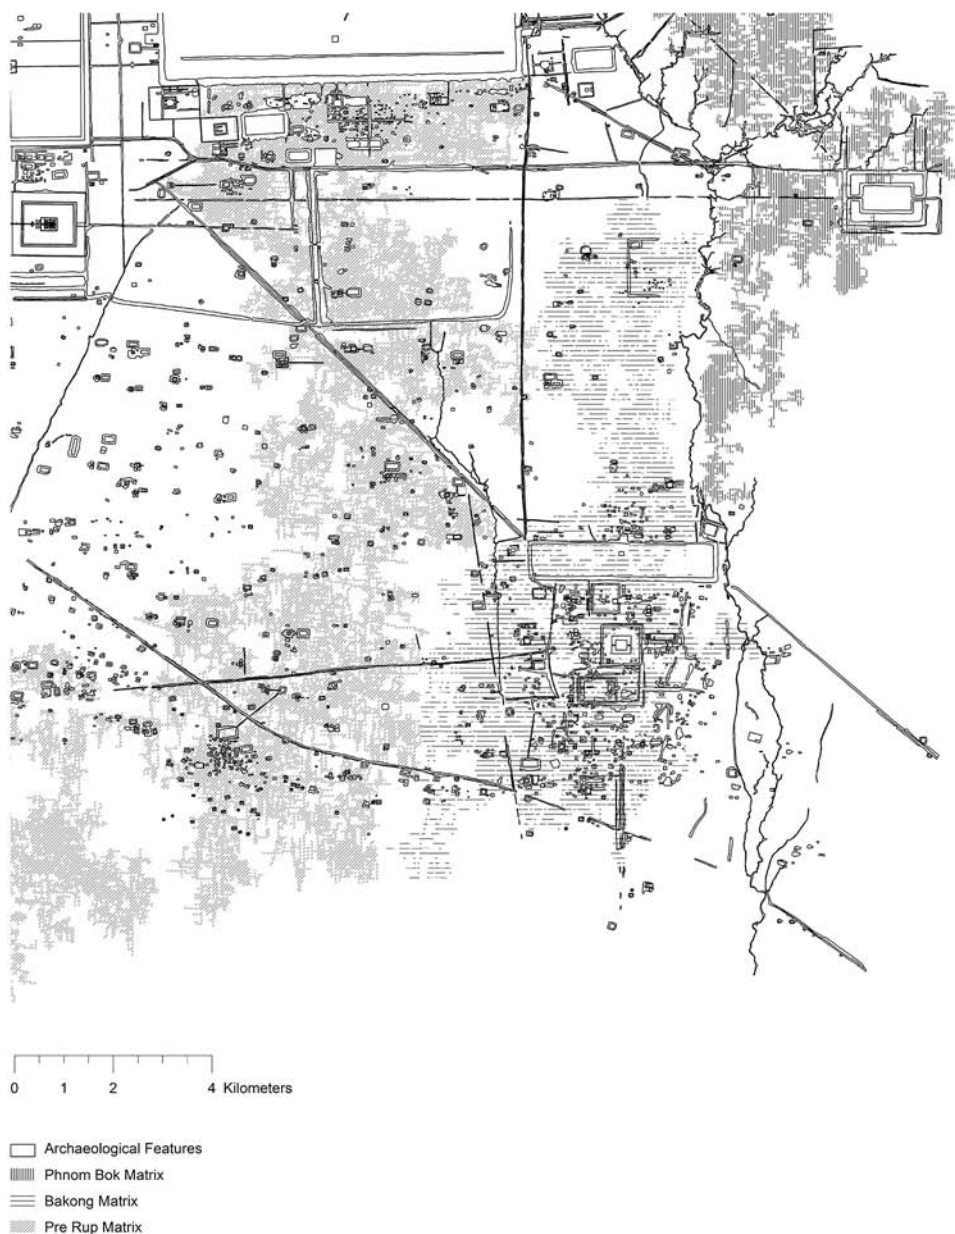 0 1 2 4 Kilometers
Archaeological Features
Phnom Bok Matrix
Bakong Matrix
Pre Rup Matrix